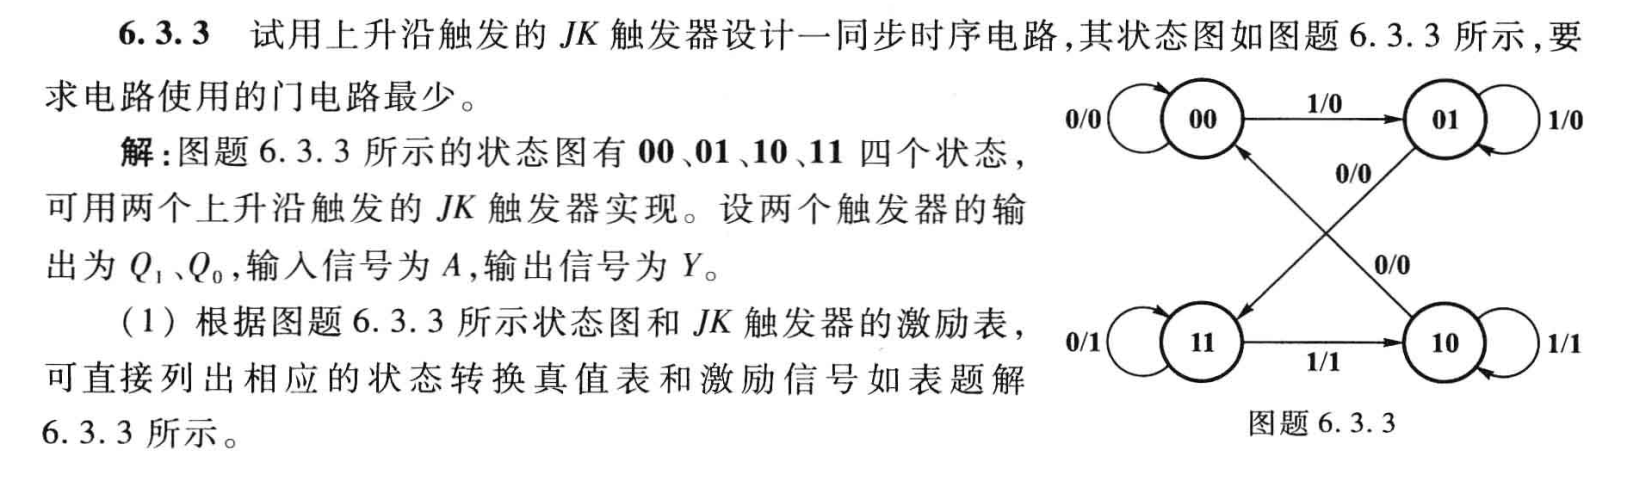 6.3.3 试用上升沿触发的 JK 触发器设计一同步时序电路,其状态图如图题 6.3.3 所示,要
求电路使用的门电路最少。
解:图题 6.3.3 所示的状态图有 00、01、10、11 四个状态,
可用两个上升沿触发的 JK 触发器实现。设两个触发器的输
出为 Q₁、Q₀,输入信号为 A,输出信号为 Y。
(1) 根据图题 6.3.3 所示状态图和 JK 触发器的激励表,
可直接列出相应的状态转换真值表和激励信号如表题解
6.3.3 所示。
0/0
00
1/0
01
1/0
0/0
0/0
0/1
11
1/1
10
1/1
图题 6.3.3